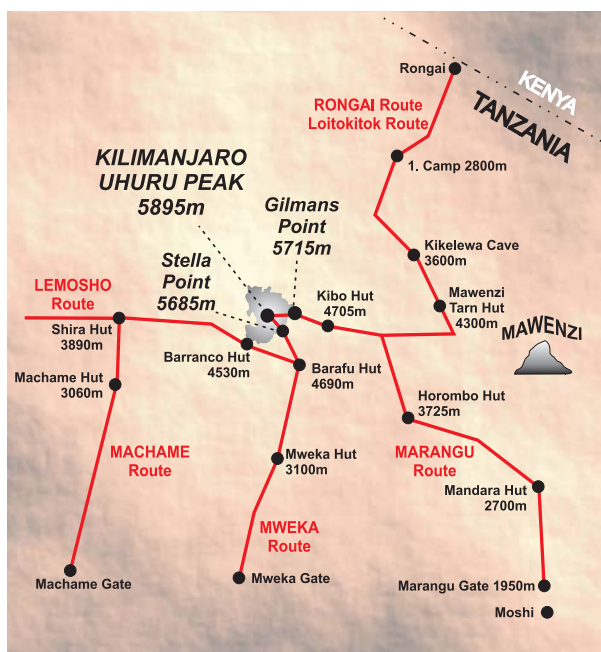 Rongai
KENYA
TANZANIA
RONGAI Route
Loitokitok Route
1. Camp 2800m
KILIMANJARO
UHURU PEAK
5895m
Gilmans
Point
5715m
Stella
Point
5685m
Kikelewa Cave
3600m
LEMOSHO
Route
Kibo Hut
4705m
Mawenzi
Tarn Hut
4300m
MAWENZI
Shira Hut
3890m
Barranco Hut
4530m
Barafu Hut
4690m
Machame Hut
3060m
Horombo Hut
3725m
MACHAME
Route
Mweka Hut
3100m
MARANGU
Route
Mandara Hut
2700m
MWEKA
Route
Machame Gate
Mweka Gate
Marangu Gate 1950m
Moshi